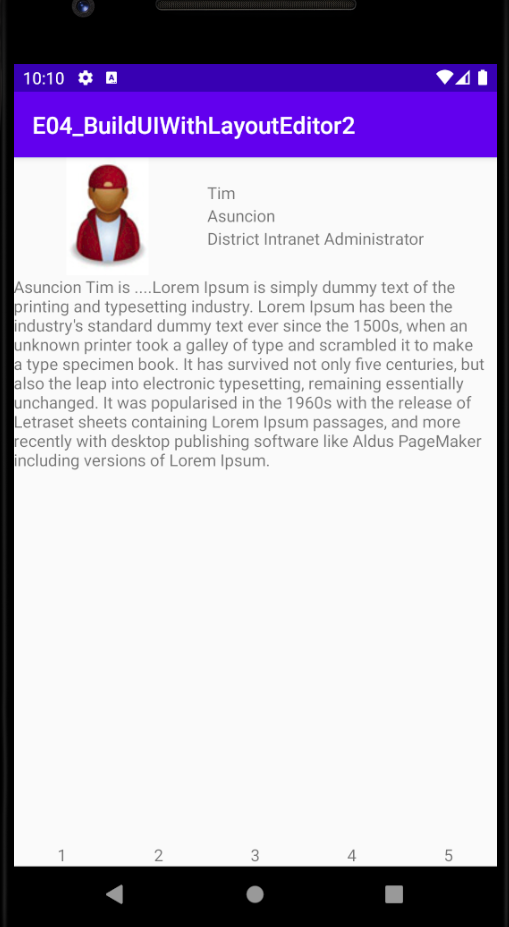 10:10
E04_BuildUIWithLayoutEditor2
Tim
Asuncion
District Intranet Administrator
Asuncion Tim is ....Lorem Ipsum is simply dummy text of the
printing and typesetting industry. Lorem Ipsum has been the
industry's standard dummy text ever since the 1500s, when an
unknown printer took a galley of type and scrambled it to make
a type specimen book. It has survived not only five centuries, but
also the leap into electronic typesetting, remaining essentially
unchanged. It was popularised in the 1960s with the release of
Letraset sheets containing Lorem Ipsum passages, and more
recently with desktop publishing software like Aldus PageMaker
including versions of Lorem Ipsum.
1 2 3 4 5